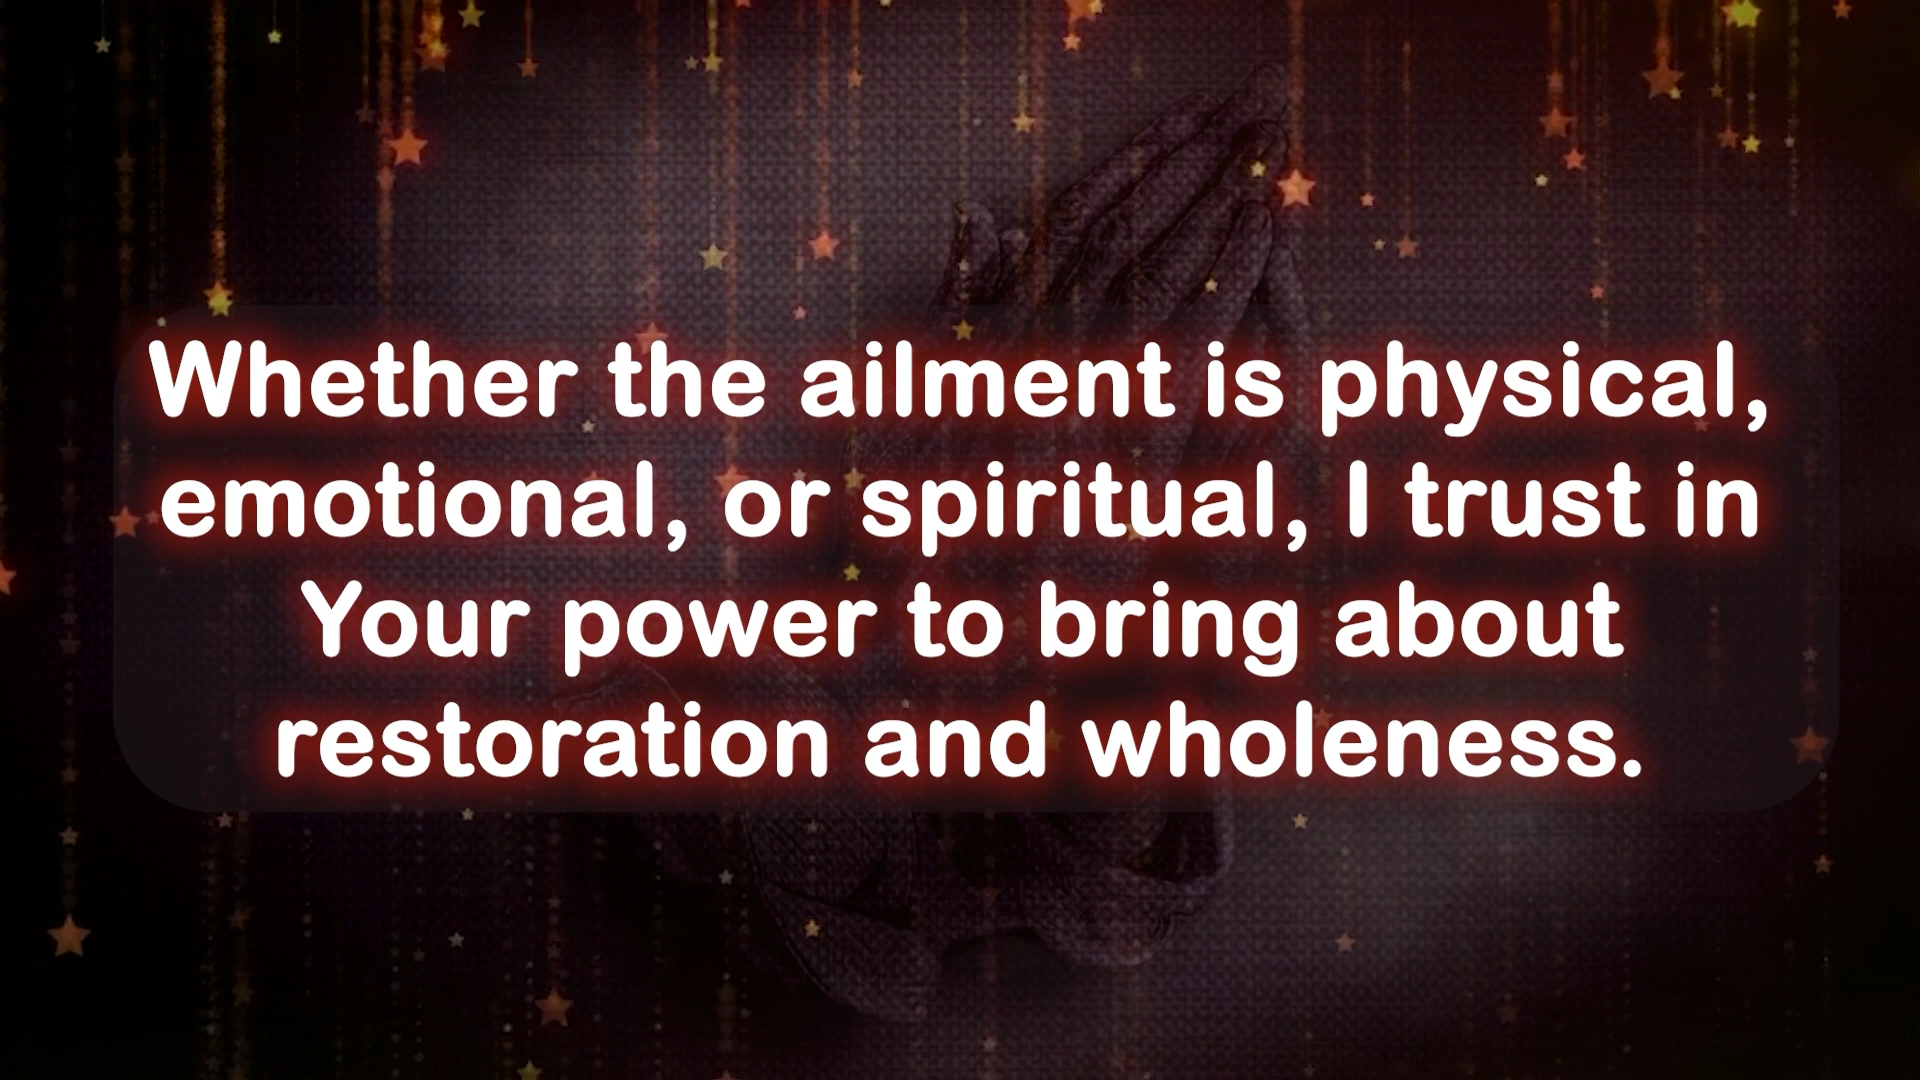 Whether the ailment is physical,
emotional, or spiritual, I trust in
Your power to bring about
restoration and wholeness.